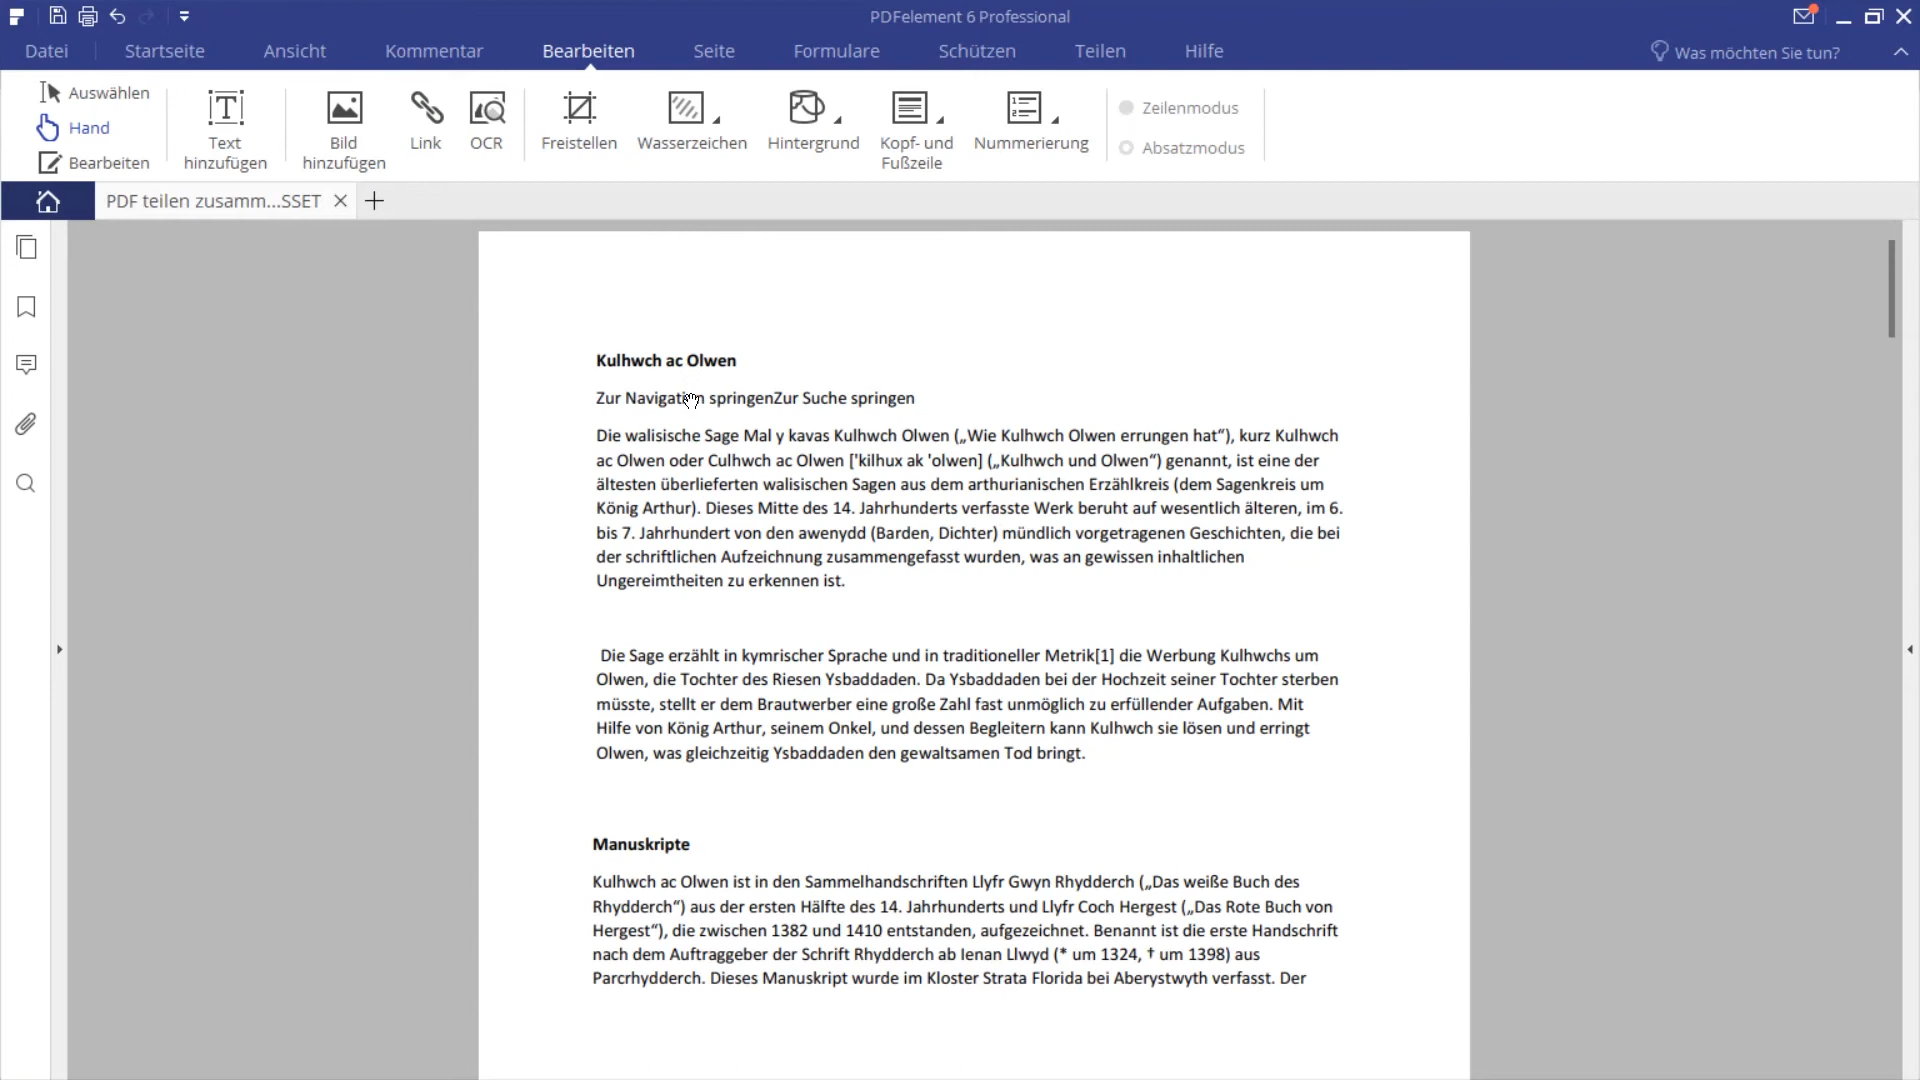 PDFelement 6 Professional
Datei Startseite Ansicht Kommentar Bearbeiten Seite Formulare Schützen Teilen Hilfe Was möchten Sie tun?
Auswählen
Hand
Bearbeiten
Text
hinzufügen
Bild
hinzufügen
Link
OCR
Freistellen
Wasserzeichen
Hintergrund
Kopf- und
Fußzeile
Nummerierung
Zeilenmodus
Absatzmodus
PDF teilen zusamm...SSET
Kulhwch ac Olwen
Zur Navigation springenZur Suche springen
Die walisische Sage Mal y kavas Kulhwch Olwen („Wie Kulhwch Olwen errungen hat“), kurz Kulhwch
ac Olwen oder Culhwch ac Olwen ['kilhux ak 'olwen] („Kulhwch und Olwen“) genannt, ist eine der
ältesten überlieferten walisischen Sagen aus dem arthurianischen Erzählkreis (dem Sagenkreis um
König Arthur). Dieses Mitte des 14. Jahrhunderts verfasste Werk beruht auf wesentlich älteren, im 6.
bis 7. Jahrhundert von den awenydd (Barden, Dichter) mündlich vorgetragenen Geschichten, die bei
der schriftlichen Aufzeichnung zusammengefasst wurden, was an gewissen inhaltlichen
Ungereimtheiten zu erkennen ist.
Die Sage erzählt in kymrischer Sprache und in traditioneller Metrik[1] die Werbung Kulhwchs um
Olwen, die Tochter des Riesen Ysbaddaden. Da Ysbaddaden bei der Hochzeit seiner Tochter sterben
müsste, stellt er dem Brautwerber eine große Zahl fast unmöglich zu erfüllender Aufgaben. Mit
Hilfe von König Arthur, seinem Onkel, und dessen Begleitern kann Kulhwch sie lösen und erringt
Olwen, was gleichzeitig Ysbaddaden den gewaltsamen Tod bringt.
Manuskripte
Kulhwch ac Olwen ist in den Sammelhandschriften Llyfr Gwyn Rhydderch („Das weiße Buch des
Rhydderch“) aus der ersten Hälfte des 14. Jahrhunderts und Llyfr Coch Hergest („Das Rote Buch von
Hergest“), die zwischen 1382 und 1410 entstanden, aufgezeichnet. Benannt ist die erste Handschrift
nach dem Auftraggeber der Schrift Rhydderch ab Ienan Llwyd (* um 1324, † um 1398) aus
Parcrhydderch. Dieses Manuskript wurde im Kloster Strata Florida bei Aberystwyth verfasst. Der